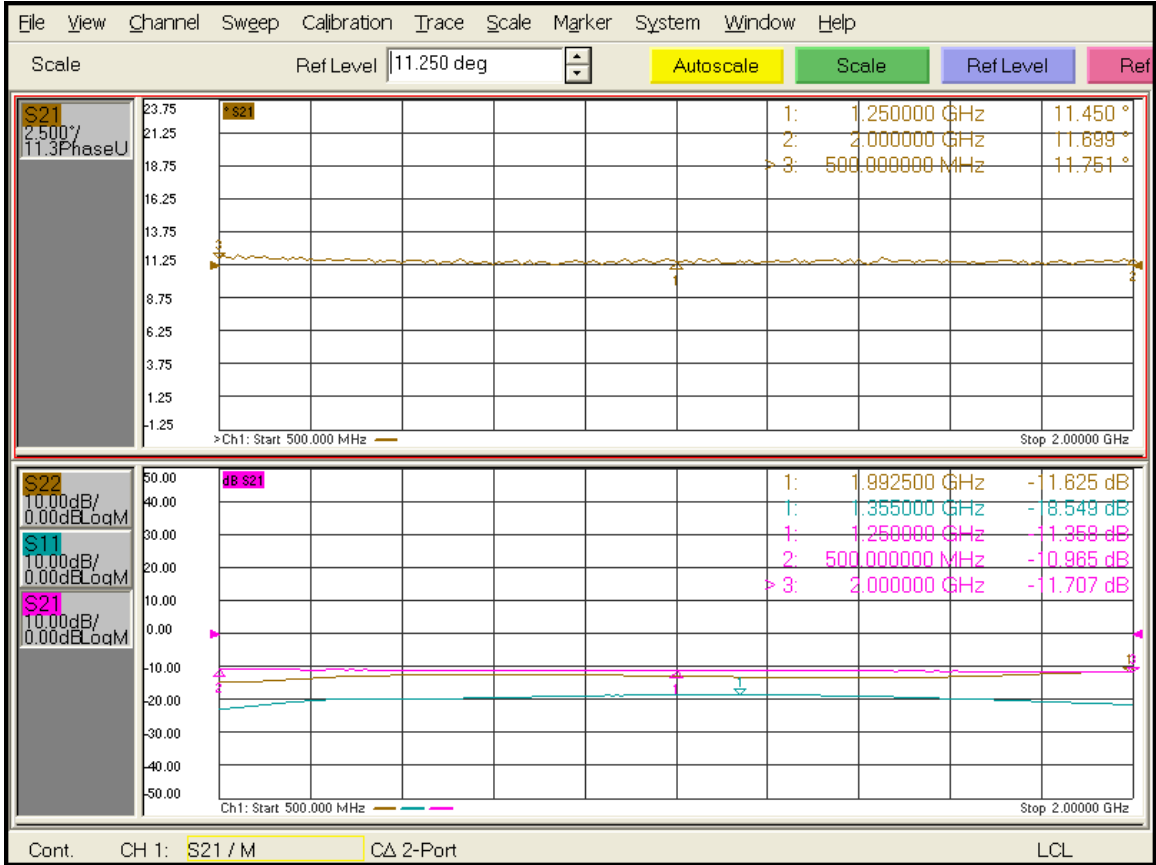 File View Channel Sweep Calibration Trace Scale Marker System Window Help
Scale Ref Level 11.250 deg Autoscale Scale Ref Level Ref
S21
2.500°/
11.3PhaseU
23.75
21.25
18.75
16.25
13.75
11.25
8.75
6.25
3.75
1.25
-1.25
° S21
1: 1.250000 GHz 11.450 °
2: 2.000000 GHz 11.699 °
> 3: 500.000000 MHz 11.751 °
3
1
2
>Ch1: Start 500.000 MHz Stop 2.00000 GHz
S22
10.00dB/
0.00dBLogM
S11
10.00dB/
0.00dBLogM
S21
10.00dB/
0.00dBLogM
50.00
40.00
30.00
20.00
10.00
0.00
-10.00
-20.00
-30.00
-40.00
-50.00
dB S21
1: 1.992500 GHz -11.625 dB
1: 1.355000 GHz -18.549 dB
1: 1.250000 GHz -11.358 dB
2: 500.000000 MHz -10.965 dB
> 3: 2.000000 GHz -11.707 dB
2
1
Ch1: Start 500.000 MHz Stop 2.00000 GHz
Cont. CH 1: S21 / M C∆ 2-Port LCL